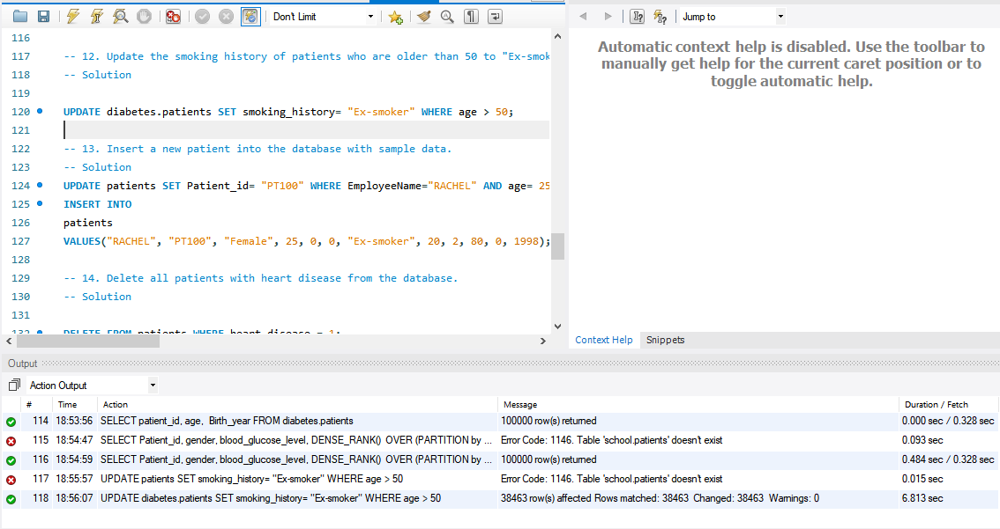 Don't Limit
Jump to
116
117 -- 12. Update the smoking history of patients who are older than 50 to "Ex-smok
118 -- Solution
119
120 UPDATE diabetes.patients SET smoking_history= "Ex-smoker" WHERE age > 50;
121
122 -- 13. Insert a new patient into the database with sample data.
123 -- Solution
124 UPDATE patients SET Patient_id= "PT100" WHERE EmployeeName="RACHEL" AND age= 25
125 INSERT INTO
126 patients
127 VALUES("RACHEL", "PT100", "Female", 25, 0, 0, "Ex-smoker", 20, 2, 80, 0, 1998);
128
129 -- 14. Delete all patients with heart disease from the database.
130 -- Solution
131
132 DELETE FROM patients WHERE heart_disease = 1;
Automatic context help is disabled. Use the toolbar to
manually get help for the current caret position or to
toggle automatic help.
Context Help Snippets
Output
Action Output
# Time Action Message Duration / Fetch
114 18:53:56 SELECT patient_id, age, Birth_year FROM diabetes.patients 100000 row(s) returned 0.000 sec / 0.328 sec
115 18:54:47 SELECT Patient_id, gender, blood_glucose_level, DENSE_RANK() OVER (PARTITION by ... Error Code: 1146. Table 'school.patients' doesn't exist 0.093 sec
116 18:54:59 SELECT Patient_id, gender, blood_glucose_level, DENSE_RANK() OVER (PARTITION by ... 100000 row(s) returned 0.484 sec / 0.328 sec
117 18:55:57 UPDATE patients SET smoking_history= "Ex-smoker" WHERE age > 50 Error Code: 1146. Table 'school.patients' doesn't exist 0.015 sec
118 18:56:07 UPDATE diabetes.patients SET smoking_history= "Ex-smoker" WHERE age > 50 38463 row(s) affected Rows matched: 38463 Changed: 38463 Warnings: 0 6.813 sec